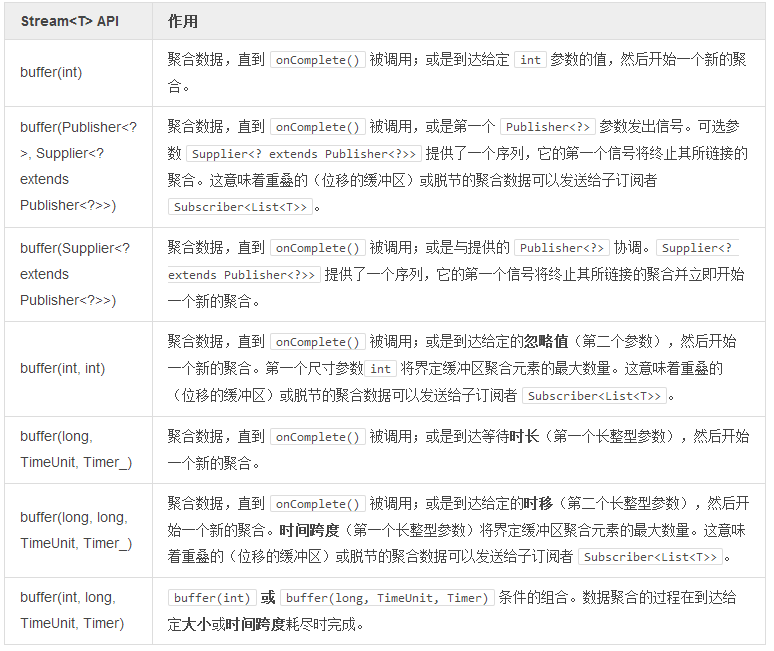 Stream<T> API 作用
buffer(int)
聚合数据，直到 onComplete() 被调用；或是到达给定 int 参数的值，然后开始一个新的聚
合。
buffer(Publisher<?
>, Supplier<?
extends
Publisher<?>>)
聚合数据，直到 onComplete() 被调用，或是第一个 Publisher<?> 参数发出信号。可选参
数 Supplier<? extends Publisher<?>> 提供了一个序列，它的第一个信号将终止其所链接的
聚合。这意味着重叠的（位移的缓冲区）或脱节的聚合数据可以发送给子订阅者
Subscriber<List<T>> 。
buffer(Supplier<?
extends
Publisher<?>>)
聚合数据，直到 onComplete() 被调用；或是与提供的 Publisher<?> 协调。 Supplier<?
extends Publisher<?>> 提供了一个序列，它的第一个信号将终止其所链接的聚合并立即开始
一个新的聚合。
buffer(int, int)
聚合数据，直到 onComplete() 被调用；或是到达给定的忽略值（第二个参数），然后开始
一个新的聚合。第一个尺寸参数 int 将界定缓冲区聚合元素的最大数量。这意味着重叠的
（位移的缓冲区）或脱节的聚合数据可以发送给子订阅者 Subscriber<List<T>> 。
buffer(long,
TimeUnit, Timer_)
聚合数据，直到 onComplete() 被调用；或是到达等待时长（第一个长整型参数），然后开始
一个新的聚合。
buffer(long, long,
TimeUnit, Timer_)
聚合数据，直到 onComplete() 被调用；或是到达给定的时移（第二个长整型参数），然后开
始一个新的聚合。时间跨度（第一个长整型参数）将界定缓冲区聚合元素的最大数量。这意味
着重叠的（位移的缓冲区）或脱节的聚合数据可以发送给子订阅者 Subscriber<List<T>> 。
buffer(int, long,
TimeUnit, Timer)
buffer(int) 或 buffer(long, TimeUnit, Timer) 条件的组合。数据聚合的过程在到达给
定大小或时间跨度耗尽时完成。